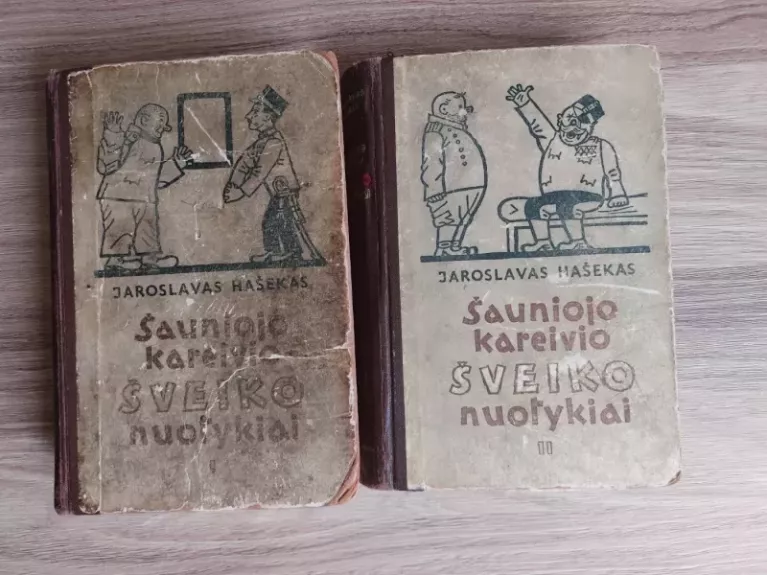 JAROSLAVAS HAŠEKAS
Šauniojo
kareivio
ŠVEIKO
nuotykiai
I
JAROSLAVAS HAŠEKAS
Šauniojo
kareivio
ŠVEIKO
nuotykiai
II